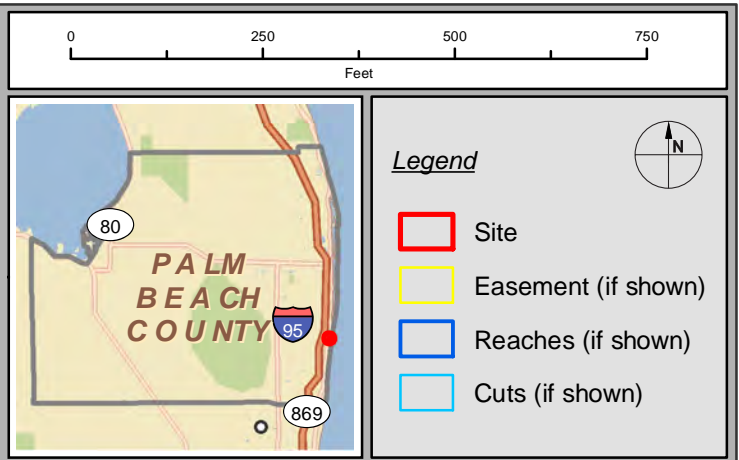 0 250 500 750
Feet
80
PALM
BEACH
COUNTY
95
869
Legend
N
Site
Easement (if shown)
Reaches (if shown)
Cuts (if shown)